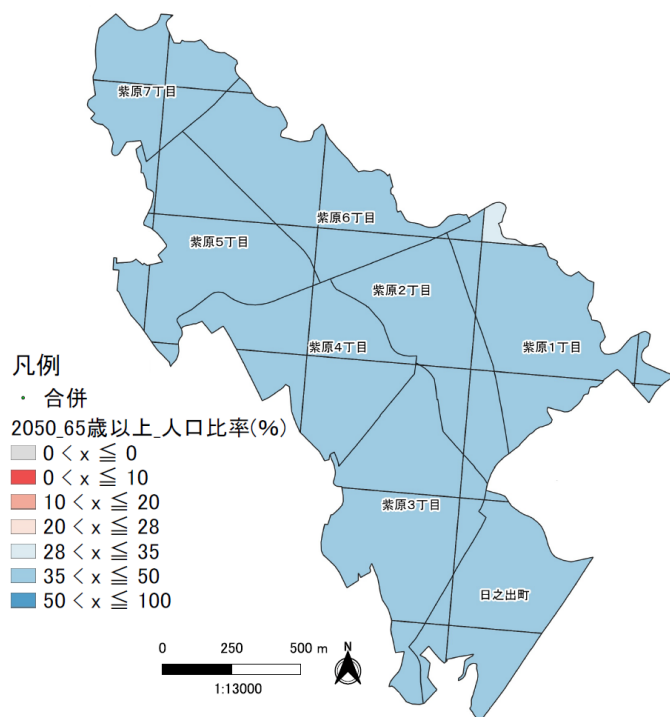 紫原7丁目
紫原6丁目
紫原5丁目
紫原2丁目
紫原4丁目
紫原1丁目
紫原3丁目
日之出町
凡例
合併
2050_65歳以上_人口比率(%)
0 < x ≦ 0
0 < x ≦ 10
10 < x ≦ 20
20 < x ≦ 28
28 < x ≦ 35
35 < x ≦ 50
50 < x ≦ 100
0 250 500 m
1:13000
N